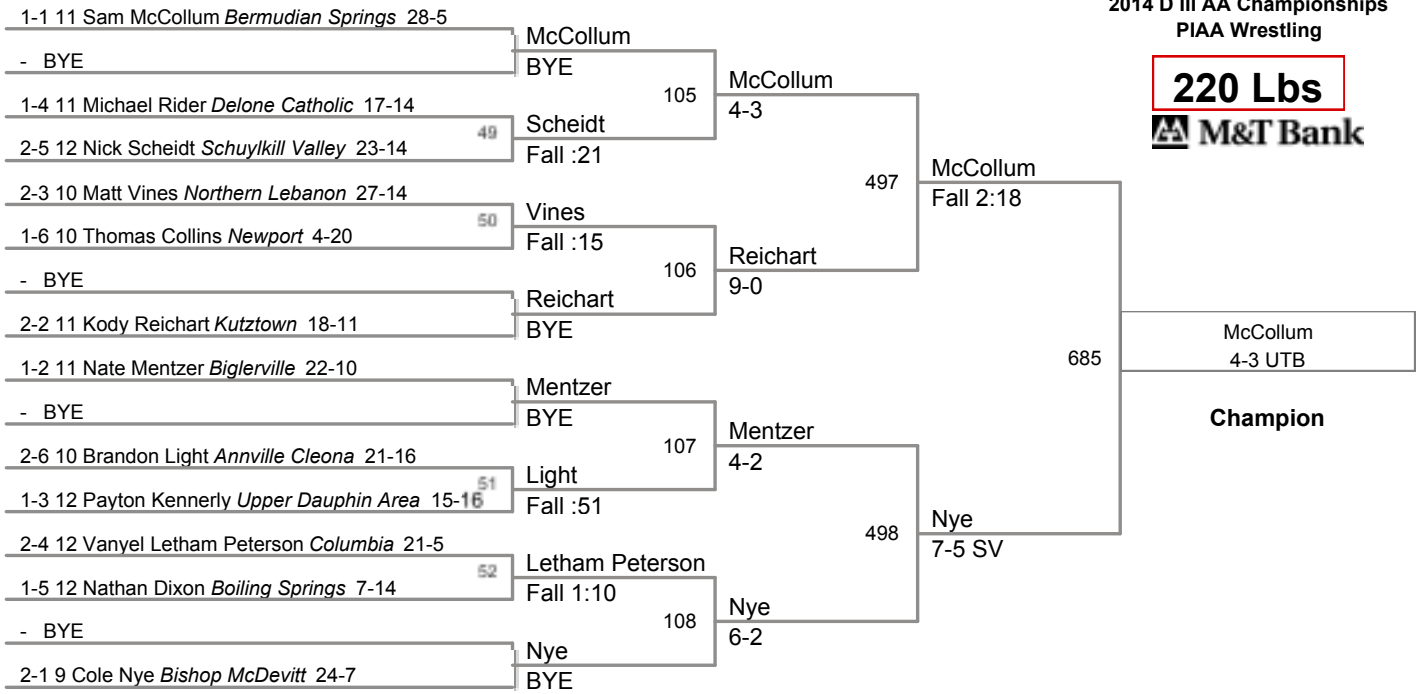 2014 D III AA Championships
PIAA Wrestling
220 Lbs
M&T Bank
1-1 11 Sam McCollum Bermudian Springs 28-5
- BYE
1-4 11 Michael Rider Delone Catholic 17-14
2-5 12 Nick Scheidt Schuylkill Valley 23-14
2-3 10 Matt Vines Northern Lebanon 27-14
1-6 10 Thomas Collins Newport 4-20
- BYE
2-2 11 Kody Reichart Kutztown 18-11
1-2 11 Nate Mentzer Biglerville 22-10
- BYE
2-6 10 Brandon Light Annville Cleona 21-16
1-3 12 Payton Kennerly Upper Dauphin Area 15-16
2-4 12 Vanyel Letham Peterson Columbia 21-5
1-5 12 Nathan Dixon Boiling Springs 7-14
- BYE
2-1 9 Cole Nye Bishop McDevitt 24-7
49
50
51
52
McCollum
BYE
Scheidt
Fall :21
Vines
Fall :15
Reichart
BYE
Mentzer
BYE
Light
Fall :51
Letham Peterson
Fall 1:10
Nye
BYE
105
106
107
108
McCollum
4-3
Reichart
9-0
Mentzer
4-2
Nye
6-2
497
498
McCollum
Fall 2:18
Nye
7-5 SV
685
McCollum
4-3 UTB
Champion